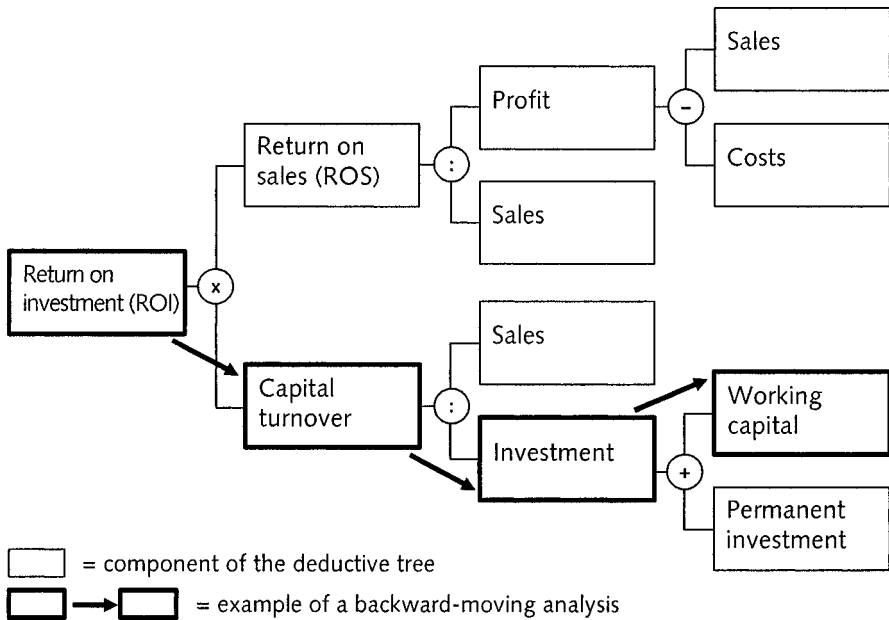 Sales
Profit
-
Return on
sales (ROS)
:
Costs
Sales
Return on
investment (ROI)
x
Sales
Capital
turnover
:
Working
capital
Investment
+
Permanent
investment
= component of the deductive tree
= example of a backward-moving analysis